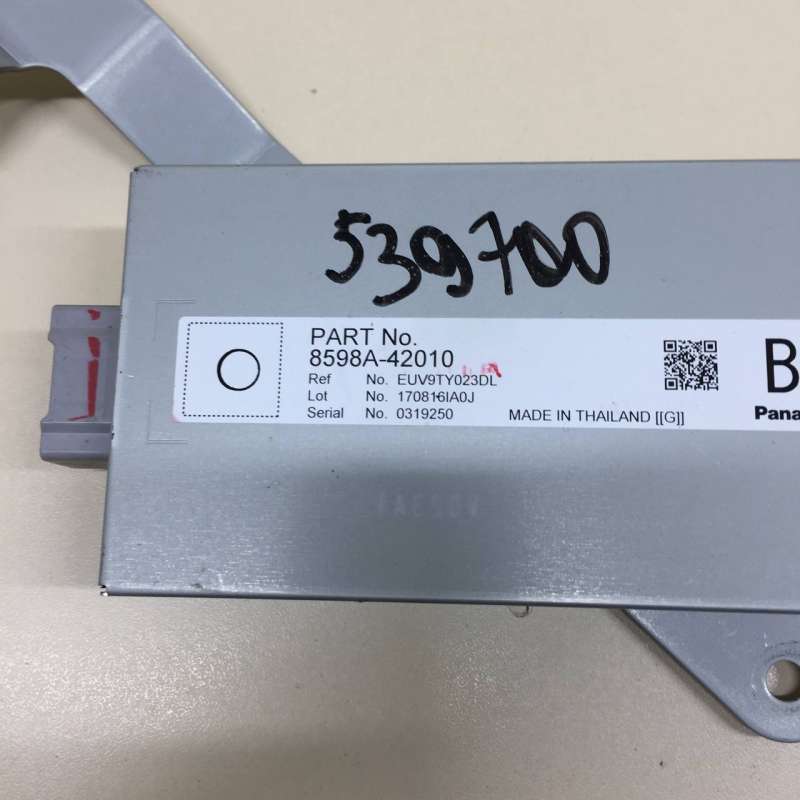 539700
PART No.
8598A-42010
Ref No. EUV9TY023DL
Lot No. 170816IA0J
Serial No. 0319250
MADE IN THAILAND [[G]]
B
Pana